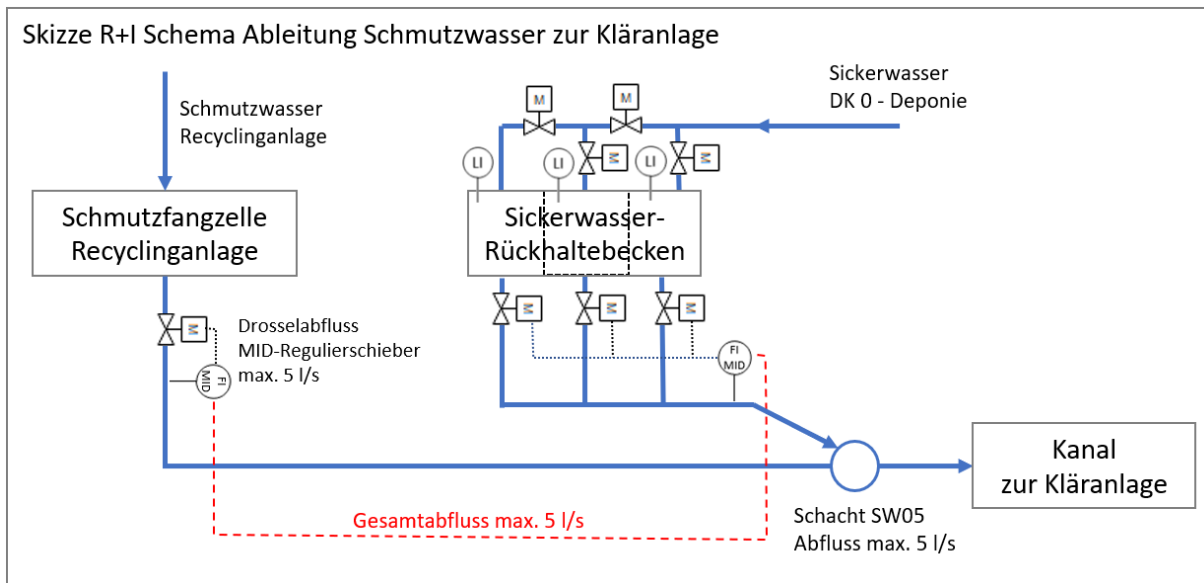 Skizze R+I Schema Ableitung Schmutzwasser zur Kläranlage
Schmutzwasser
Recyclinganlage
Sickerwasser
DK 0 - Deponie
M
M
M
M
LI
LI
LI
Schmutzfangzelle
Recyclinganlage
Sickerwasser-
Rückhaltebecken
M
M
M
M
Drosselabfluss
MID-Regulierschieber
max. 5 l/s
FI
MID
FI
MID
Kanal
zur Kläranlage
Gesamtabfluss max. 5 l/s
Schacht SW05
Abfluss max. 5 l/s